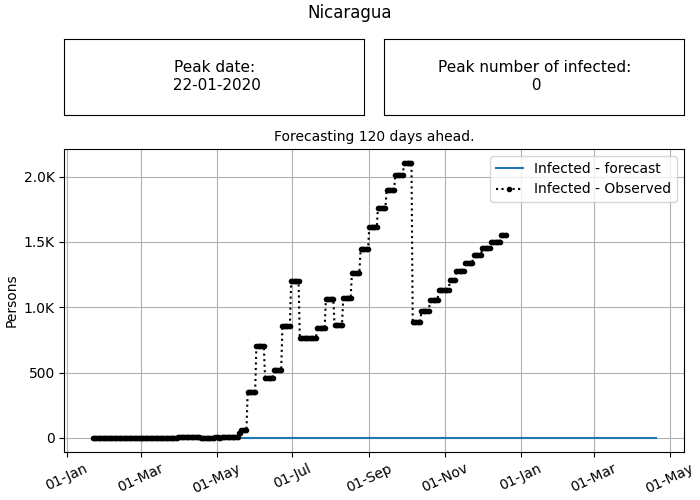 Nicaragua
Peak date:
22-01-2020
Peak number of infected:
0
Forecasting 120 days ahead.
Infected - forecast
Infected - Observed
2.0K
1.5K
1.0K
500
0
Persons
01-Jan
01-Mar
01-May
01-Jul
01-Sep
01-Nov
01-Jan
01-Mar
01-May